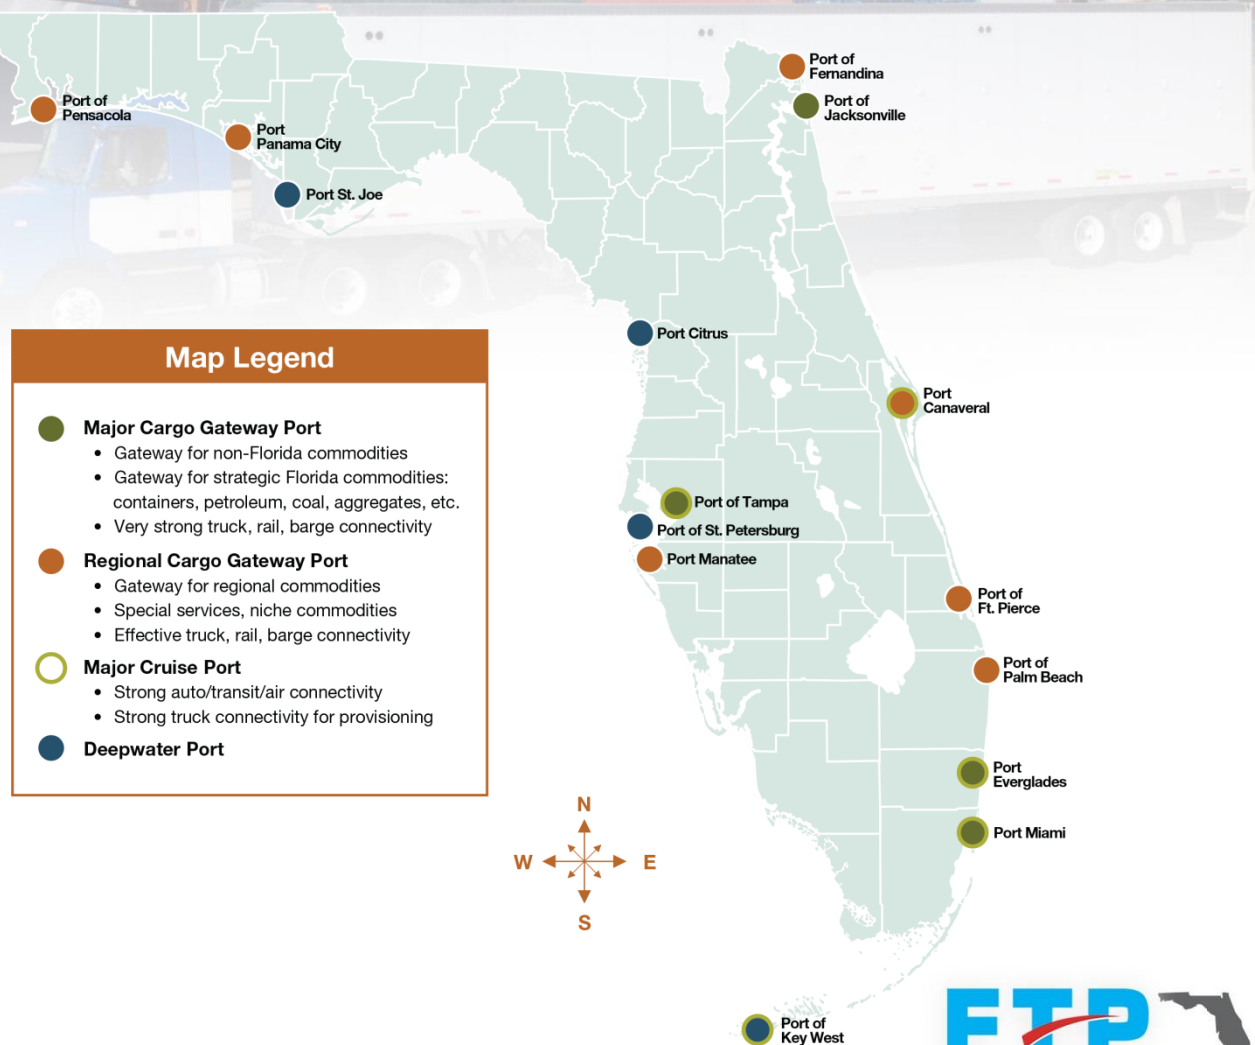 Port of
Fernandina
Port of
Jacksonville
Port of
Pensacola
Port
Panama City
Port St. Joe
Port Citrus
Port
Canaveral
Port of Tampa
Port of St. Petersburg
Port Manatee
Port of
Ft. Pierce
Port of
Palm Beach
Port
Everglades
Port Miami
Port of
Key West
Map Legend
Major Cargo Gateway Port
• Gateway for non-Florida commodities
• Gateway for strategic Florida commodities:
containers, petroleum, coal, aggregates, etc.
• Very strong truck, rail, barge connectivity
Regional Cargo Gateway Port
• Gateway for regional commodities
• Special services, niche commodities
• Effective truck, rail, barge connectivity
Major Cruise Port
• Strong auto/transit/air connectivity
• Strong truck connectivity for provisioning
Deepwater Port
N
W
E
S
FTP